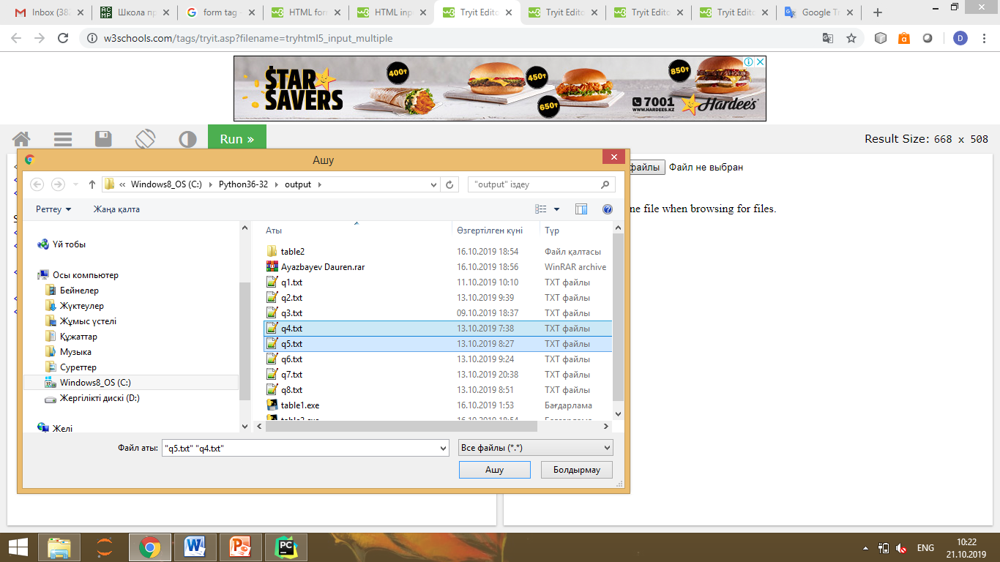 Inbox (38
Школа пр
form tag -
HTML for
HTML inp
Tryit Edito
Tryit Edito
Tryit Edito
Tryit Edito
Google Tr
w3schools.com/tags/tryit.asp?filename=tryhtml5_input_multiple
D
$TAR SAVERS
400₸
450₸
650₸
850₸
7001
WWW.HARDEES.KZ
Hardee's
Run »
Result Size: 668 x 508
Ашу
файлы Файл не выбран
ne file when browsing for files.
« Windows8_OS (C:) Python36-32 output
"output" іздеу
Реттеу Жаңа қалта
Аты Өзгертілген күні Түр
Үй тобы
Осы компьютер
Бейнелер
Жүктеулер
Жұмыс үстелі
Құжаттар
Музыка
Суреттер
Windows8_OS (C:)
Жергілікті дискі (D:)
Желі
table2 16.10.2019 18:54 Файл қалтасы
Ayazbayev Dauren.rar 16.10.2019 18:56 WinRAR archive
q1.txt 11.10.2019 10:10 TXT файлы
q2.txt 13.10.2019 9:39 TXT файлы
q3.txt 09.10.2019 18:37 TXT файлы
q4.txt 13.10.2019 7:38 TXT файлы
q5.txt 13.10.2019 8:27 TXT файлы
q6.txt 13.10.2019 9:24 TXT файлы
q7.txt 13.10.2019 20:38 TXT файлы
q8.txt 13.10.2019 8:51 TXT файлы
table1.exe 16.10.2019 1:53 Бағдарлама
Файл аты: "q5.txt" "q4.txt"
Все файлы (*.*)
Ашу Болдырмау
ENG
10:22
21.10.2019